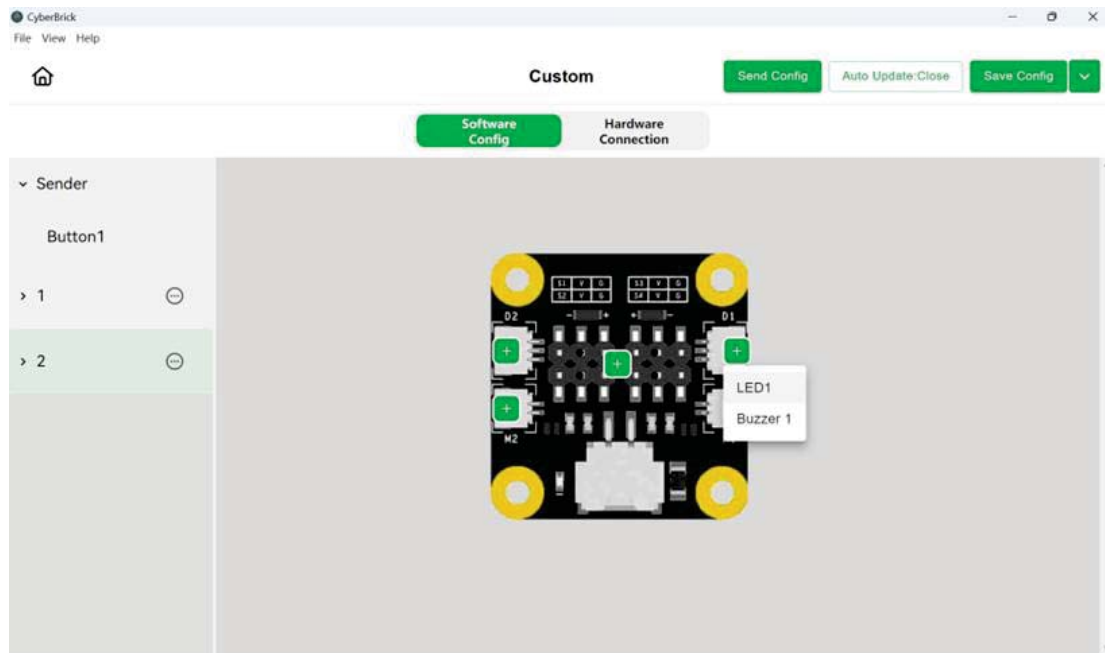 CyberBrick
File View Help
Custom
Send Config
Auto Update:Close
Save Config
Software
Config
Hardware
Connection
Sender
Button1
1
2
S1 V G
S2 V G
S3 V G
S4 V G
- +
+ -
D2
D1
LED1
Buzzer 1
M2